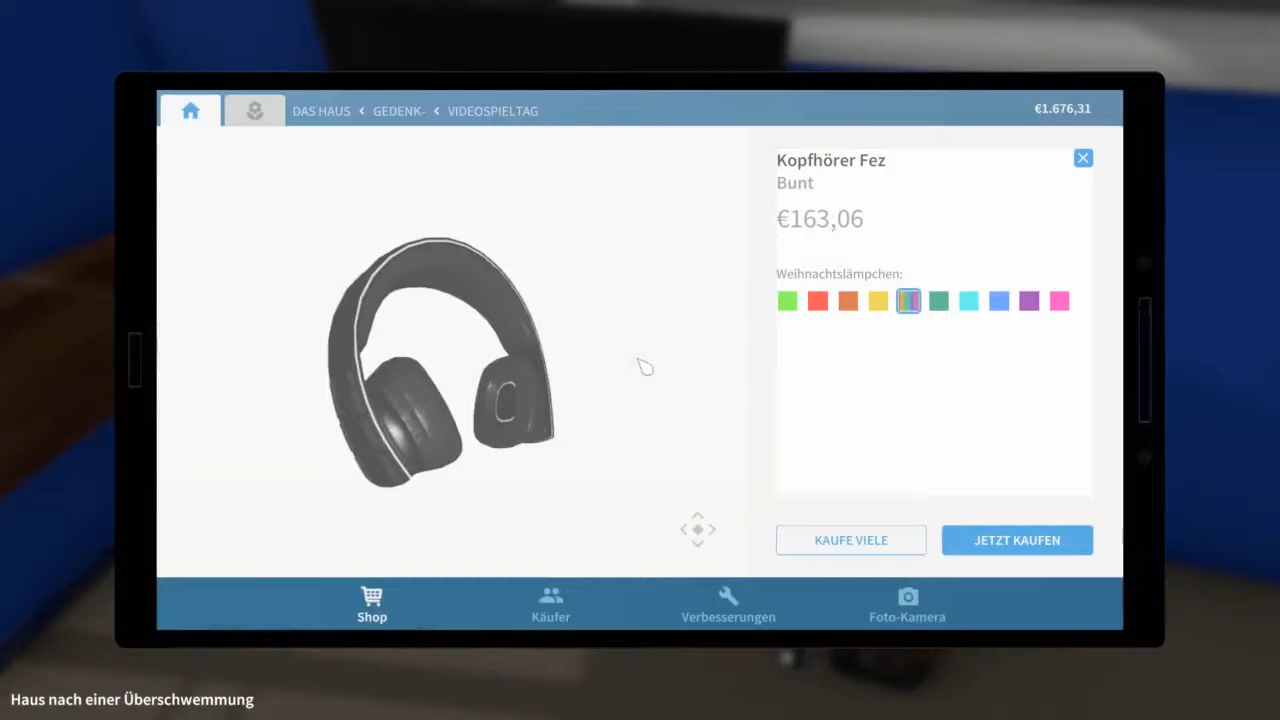 DAS HAUS < GEDENK- < VIDEOSPIELTAG
€1.676,31
Kopfhörer Fez
Bunt
€163,06
Weihnachtslämpchen:
KAUFE VIELE
JETZT KAUFEN
Shop
Käufer
Verbesserungen
Foto-Kamera
Haus nach einer Überschwemmung